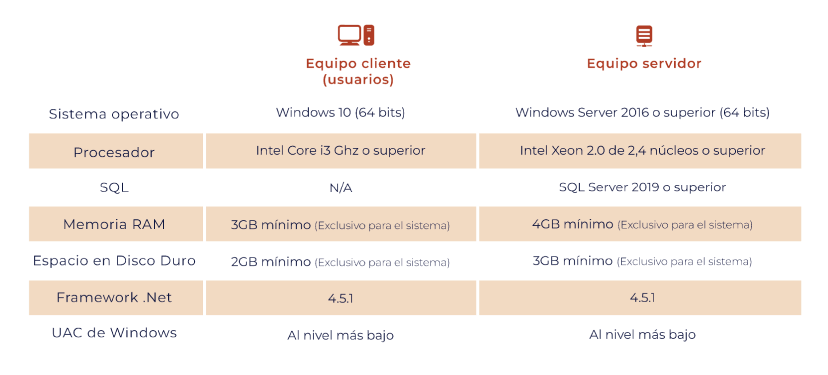 Equipo cliente
(usuarios)
Equipo servidor
Sistema operativo Windows 10 (64 bits) Windows Server 2016 o superior (64 bits)
Procesador Intel Core i3 Ghz o superior Intel Xeon 2.0 de 2,4 núcleos o superior
SQL N/A SQL Server 2019 o superior
Memoria RAM 3GB mínimo (Exclusivo para el sistema) 4GB mínimo (Exclusivo para el sistema)
Espacio en Disco Duro 2GB mínimo (Exclusivo para el sistema) 3GB mínimo (Exclusivo para el sistema)
Framework .Net 4.5.1 4.5.1
UAC de Windows Al nivel más bajo Al nivel más bajo